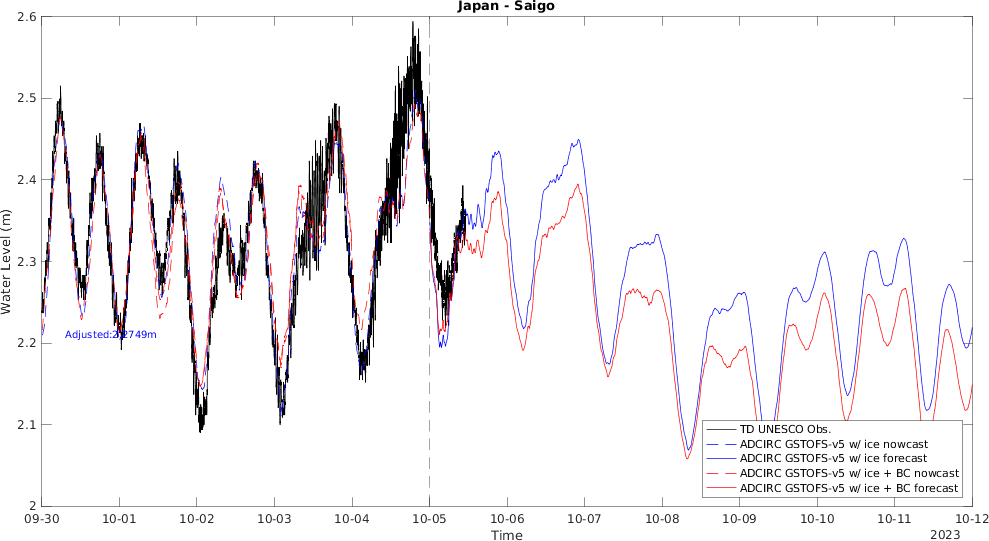 Japan - Saigo
Water Level (m)
2.6
2.5
2.4
2.3
2.2
2.1
2
Adjusted:2.2749m
TD UNESCO Obs.
ADCIRC GSTOFS-v5 w/ ice nowcast
ADCIRC GSTOFS-v5 w/ ice forecast
ADCIRC GSTOFS-v5 w/ ice + BC nowcast
ADCIRC GSTOFS-v5 w/ ice + BC forecast
09-30 10-01 10-02 10-03 10-04 10-05 10-06 10-07 10-08 10-09 10-10 10-11 10-12
Time
2023